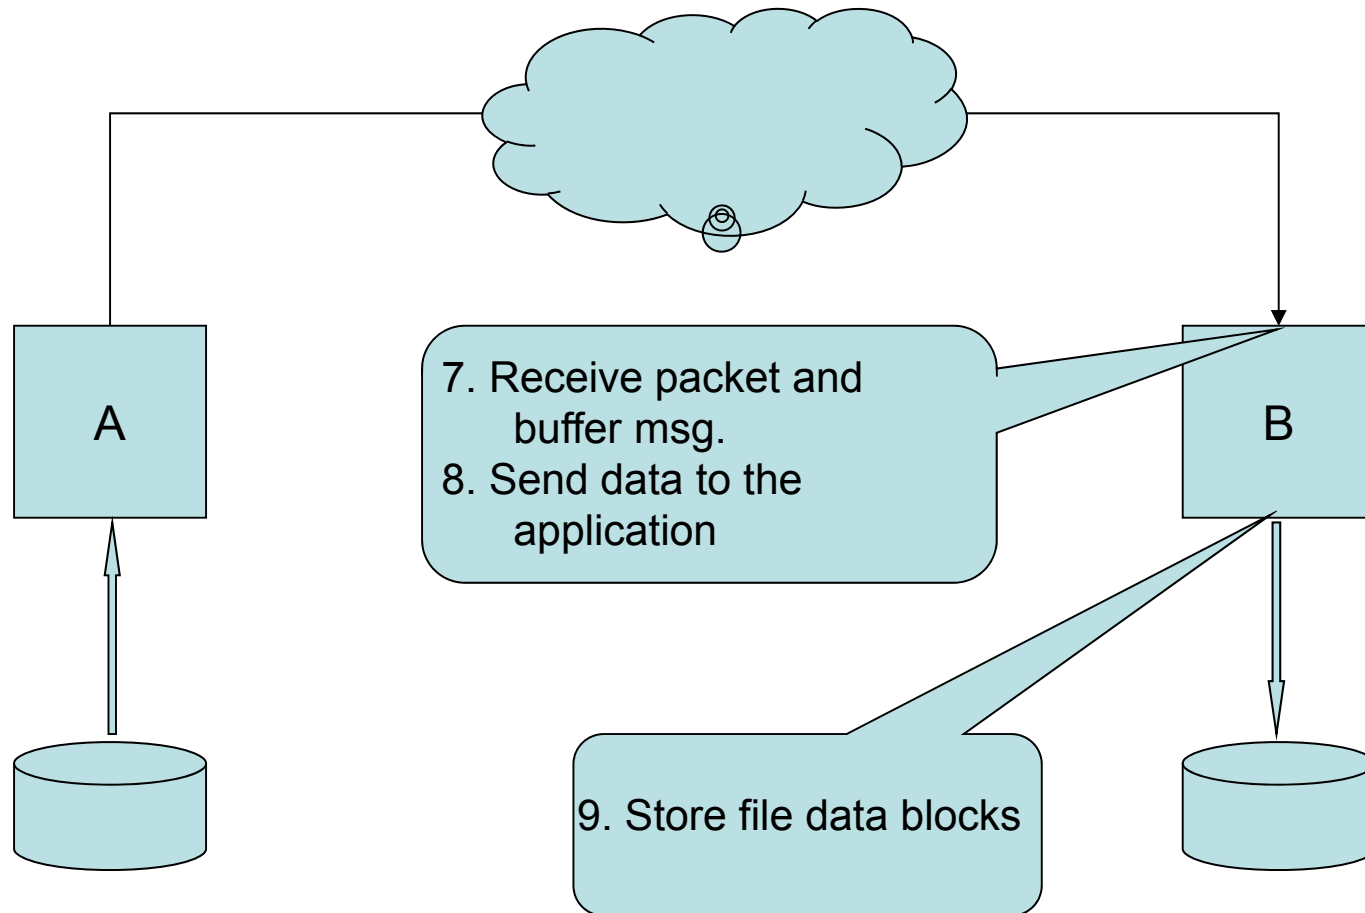 7. Receive packet and
buffer msg.
8. Send data to the
application
A
B
9. Store file data blocks